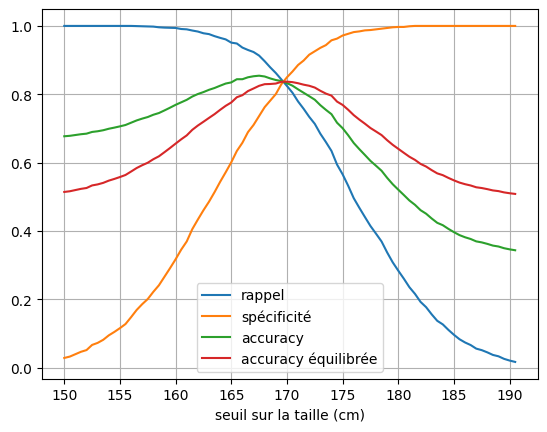 1.0
0.8
0.6
0.4
0.2
0.0
rappel
spécificité
accuracy
accuracy équilibrée
150 155 160 165 170 175 180 185 190
seuil sur la taille (cm)